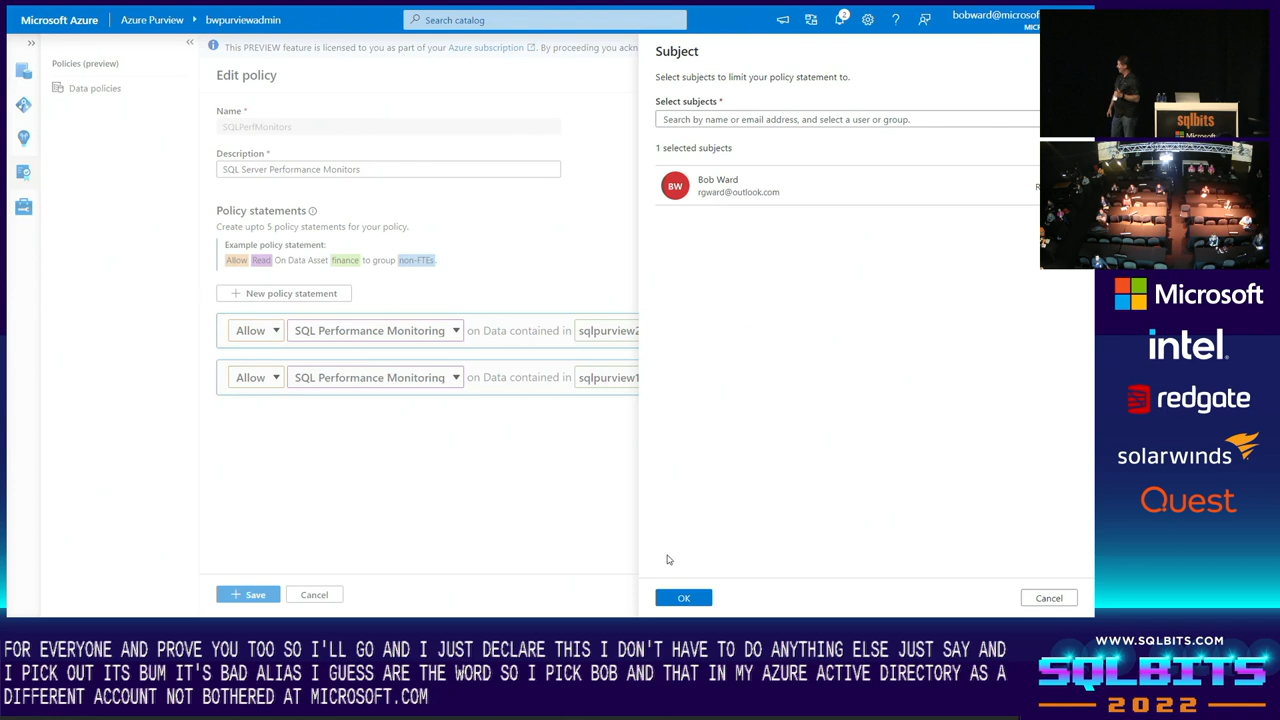 Microsoft Azure
Azure Purview
bwpurviewadmin
Search catalog
2
bobward@microsoft
Policies (preview)
Data policies
This PREVIEW feature is licensed to you as part of your Azure subscription. By proceeding you
Edit policy
Name *
SQLPerfMonitors
Description *
SQL Server Performance Monitors
Policy statements
Create upto 5 policy statements for your policy.
Example policy statement:
Allow Read On Data Asset finance to group non-FTEs.
New policy statement
Allow SQL Performance Monitoring on Data contained in sqlpurview2
Allow SQL Performance Monitoring on Data contained in sqlpurview1
Save
Cancel
Subject
Select subjects to limit your policy statement to.
Select subjects *
Search by name or email address, and select a user or group.
1 selected subjects
BW
Bob Ward
rgward@outlook.com
OK
Cancel
sqlbits
Microsoft
Microsoft
intel.
redgate
solarwinds
Quest
FOR EVERYONE AND PROVE YOU TOO SO I'LL GO AND I JUST DECLARE THIS I DON'T HAVE TO DO ANYTHING ELSE JUST SAY AND
I PICK OUT ITS BUM IT'S BAD ALIAS I GUESS ARE THE WORD SO I PICK BOB AND THAT IN MY AZURE ACTIVE DIRECTORY AS A
DIFFERENT ACCOUNT NOT BOTHERED AT MICROSOFT.COM
WWW.SQLBITS.COM
SQLBITS
2022